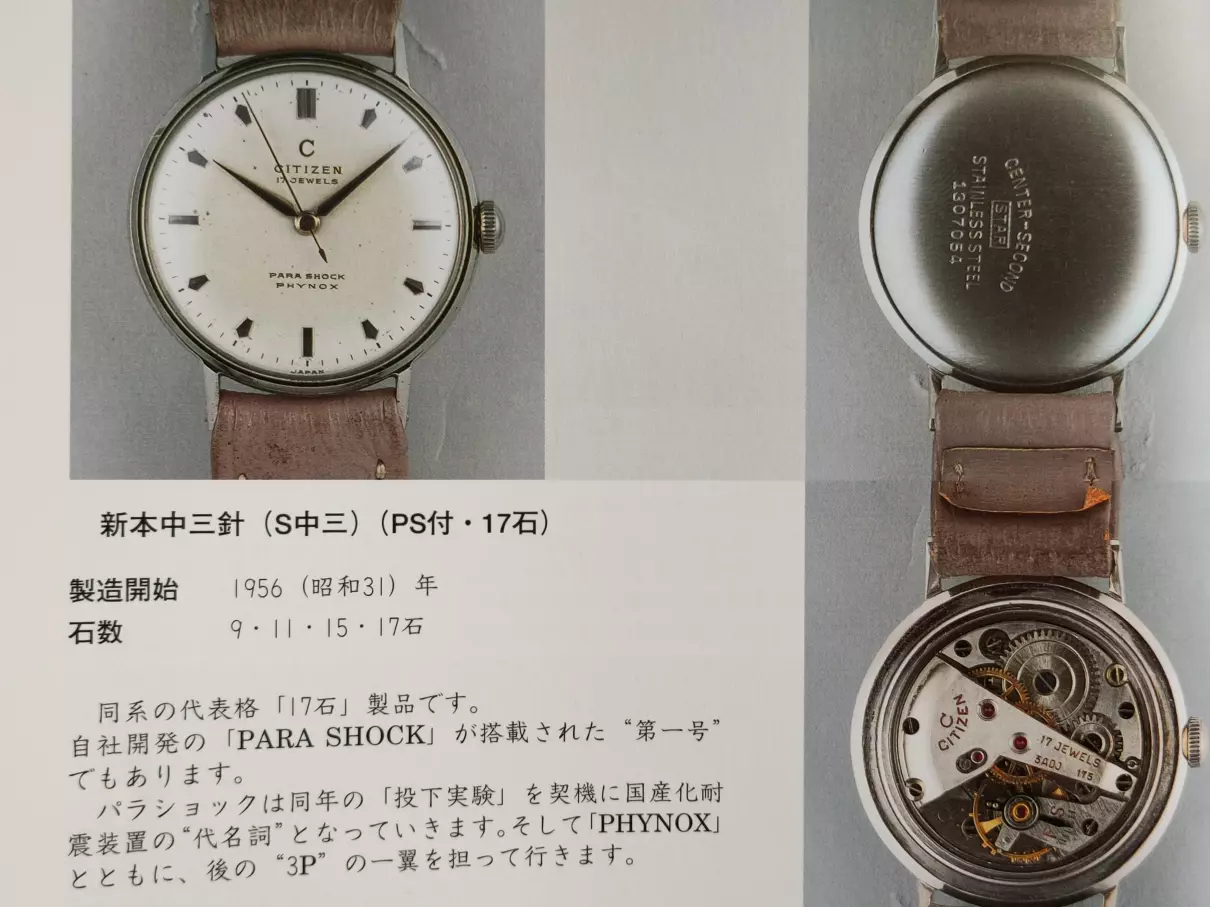 C
CITIZEN
17 JEWELS
PARA SHOCK
PHYNOX
JAPAN
CENTER-SECOND
STAR
STAINLESS STEEL
1307054
新本中三針（S中三）（PS付・17石）
製造開始 1956（昭和31）年
石数 9・11・15・17石
同系の代表格「17石」製品です。
自社開発の「PARA SHOCK」が搭載された“第一号”
でもあります。
パラショックは同年の「投下実験」を契機に国産化耐
震装置の“代名詞”となっていきます。そして「PHYNOX」
とともに、後の“3P”の一翼を担って行きます。
C
CITIZEN
17 JEWELS
3ADJ 175